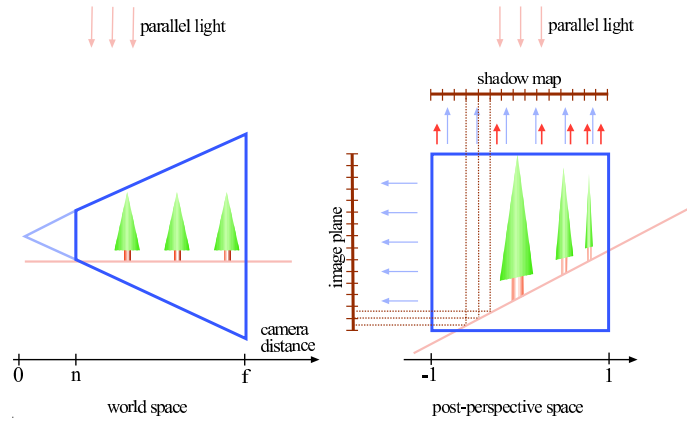 parallel light
camera
distance
0
n
f
world space
parallel light
shadow map
image plane
-1
1
post-perspective space